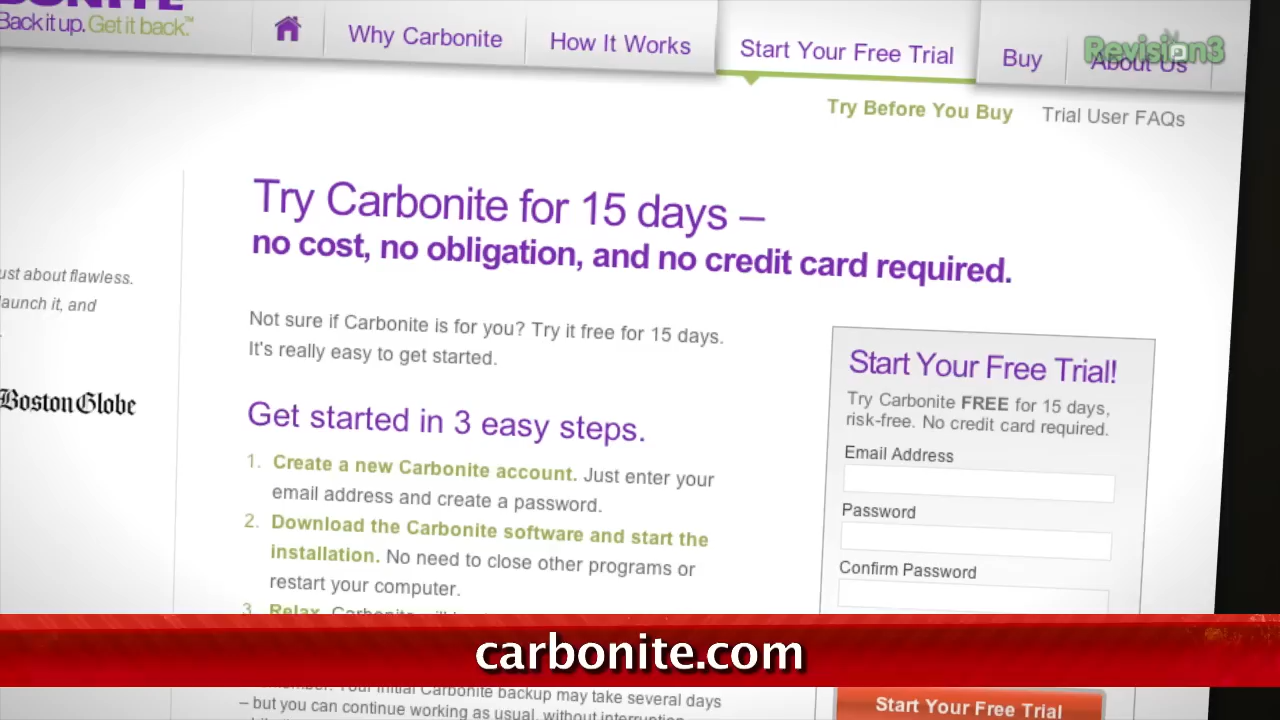 Back it up. Get it back.™
Why Carbonite
How It Works
Start Your Free Trial
Buy
About Us
Revision3
Try Before You Buy
Trial User FAQs
Try Carbonite for 15 days –
no cost, no obligation, and no credit card required.
just about flawless.
launch it, and
Boston Globe
Not sure if Carbonite is for you? Try it free for 15 days.
It's really easy to get started.
Get started in 3 easy steps.
1. Create a new Carbonite account. Just enter your
email address and create a password.
2. Download the Carbonite software and start the
installation. No need to close other programs or
restart your computer.
3. Relax.
Start Your Free Trial!
Try Carbonite FREE for 15 days,
risk-free. No credit card required.
Email Address
Password
Confirm Password
carbonite.com
Your initial Carbonite backup may take several days
– but you can continue working as usual, without
Start Your Free Trial